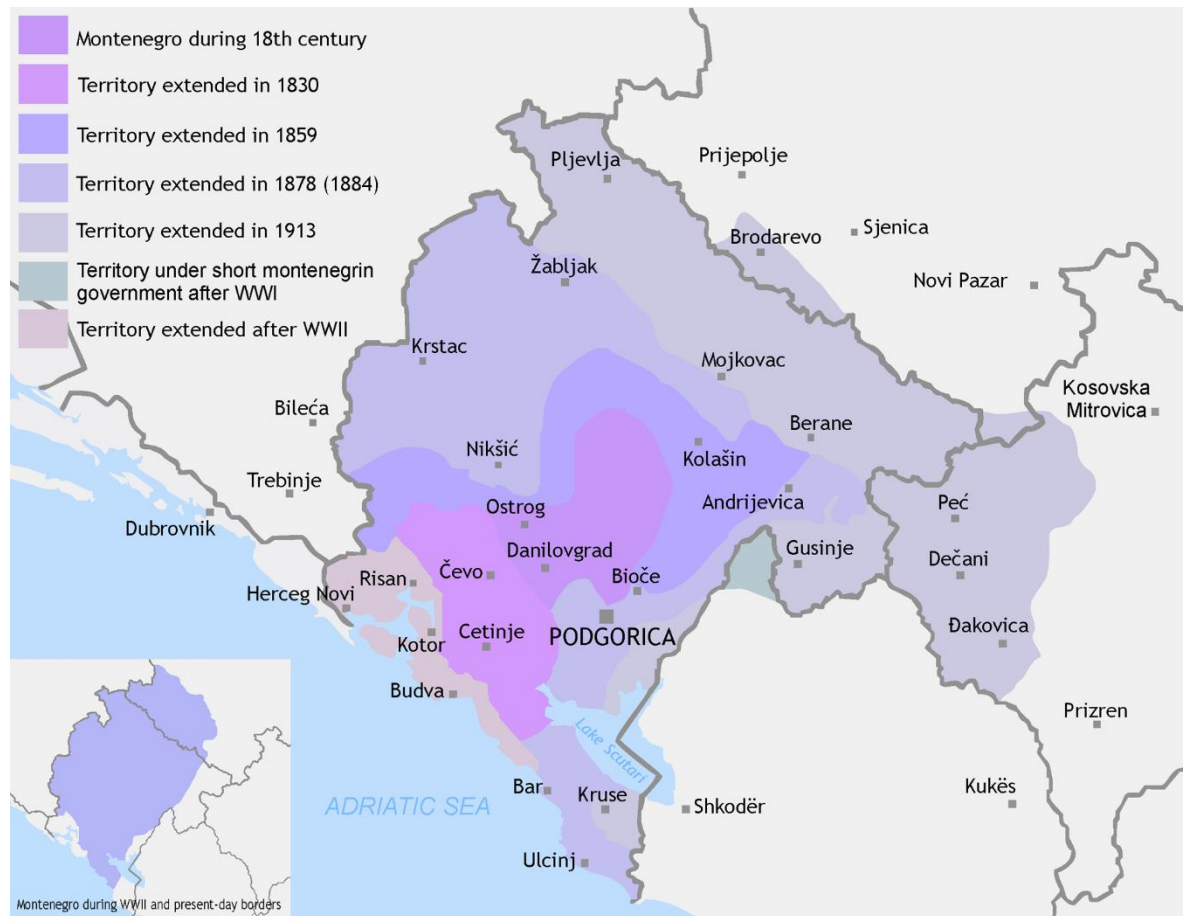 Montenegro during 18th century
Territory extended in 1830
Territory extended in 1859
Territory extended in 1878 (1884)
Territory extended in 1913
Territory under short montenegrin
government after WWI
Territory extended after WWII
Pljevlja
Prijepolje
Sjenica
Brodarevo
Novi Pazar
Žabljak
Krstac
Mojkovac
Kosovska
Mitrovica
Bileća
Berane
Nikšić
Kolašin
Trebinje
Ostrog
Andrijevica
Peć
Dubrovnik
Danilovgrad
Gusinje
Dečani
Čevo
Bioče
Risan
Herceg Novi
Đakovica
Kotor
Cetinje
PODGORICA
Budva
Prizren
Lake Scutari
Bar
Kruse
ADRIATIC SEA
Shkodër
Kukës
Ulcinj
Montenegro during WWII and present-day borders